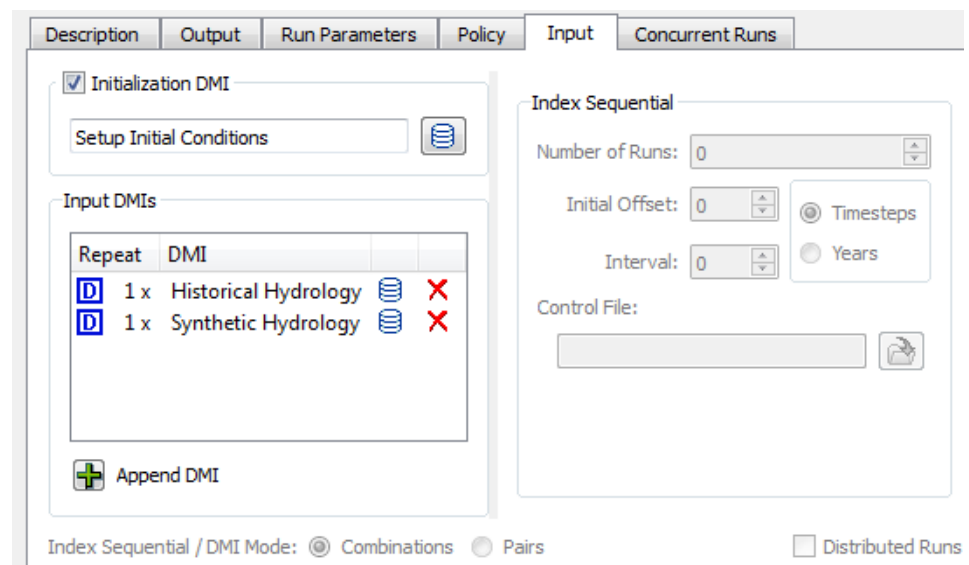 Description Output Run Parameters Policy Input Concurrent Runs
Initialization DMI
Setup Initial Conditions
Input DMIs
Repeat DMI
D 1 x Historical Hydrology
D 1 x Synthetic Hydrology
Append DMI
Index Sequential
Number of Runs: 0
Initial Offset: 0
Timesteps
Interval: 0
Years
Control File:
Index Sequential / DMI Mode: Combinations Pairs Distributed Runs